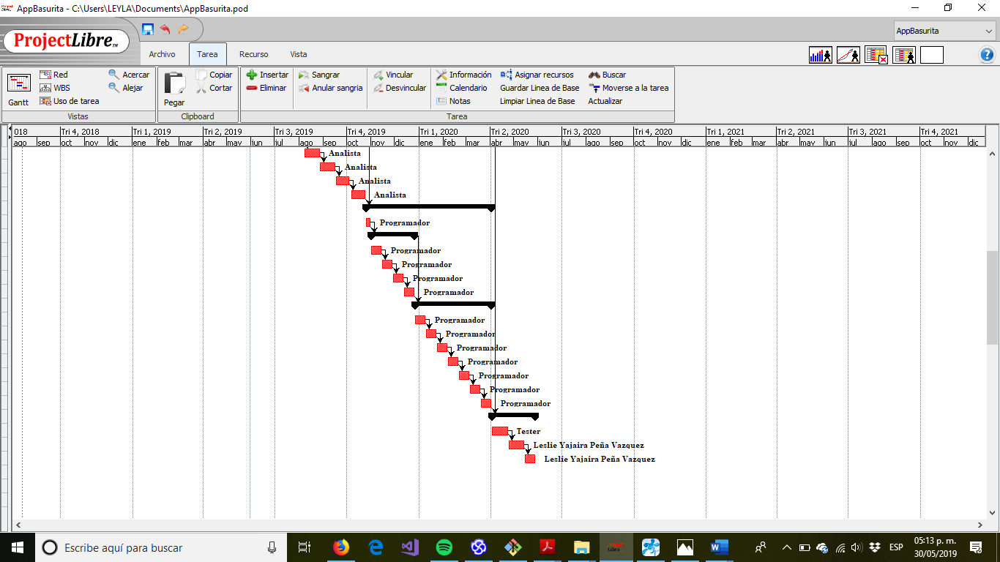 Project Libre AppBasurita - C:\Users\LEYLA\Documents\AppBasurita.pod
ProjectLibre™
AppBasurita
Archivo Tarea Recurso Vista
Red Acercar Copiar Insertar Sangrar Vincular Información Asignar recursos Buscar
WBS Alejar Cortar Eliminar Anular sangria Desvincular Calendario Guardar Linea de Base Moverse a la tarea
Gantt Uso de tarea Pegar Notas Limpiar Linea de Base Actualizar
Vistas Clipboard Tarea
018 Tri 4, 2018 Tri 1, 2019 Tri 2, 2019 Tri 3, 2019 Tri 4, 2019 Tri 1, 2020 Tri 2, 2020 Tri 3, 2020 Tri 4, 2020 Tri 1, 2021 Tri 2, 2021 Tri 3, 2021 Tri 4, 2021
ago sep oct nov dic ene feb mar abr may jun jul ago sep oct nov dic ene feb mar abr may jun jul ago sep oct nov dic ene feb mar abr may jun jul ago sep oct nov dic
Analista
Analista
Analista
Analista
Programador
Programador
Programador
Programador
Programador
Programador
Programador
Programador
Programador
Programador
Programador
Programador
Tester
Leslie Yajaira Peña Vazquez
Leslie Yajaira Peña Vazquez
Escribe aquí para buscar
ESP
05:13 p. m.
30/05/2019